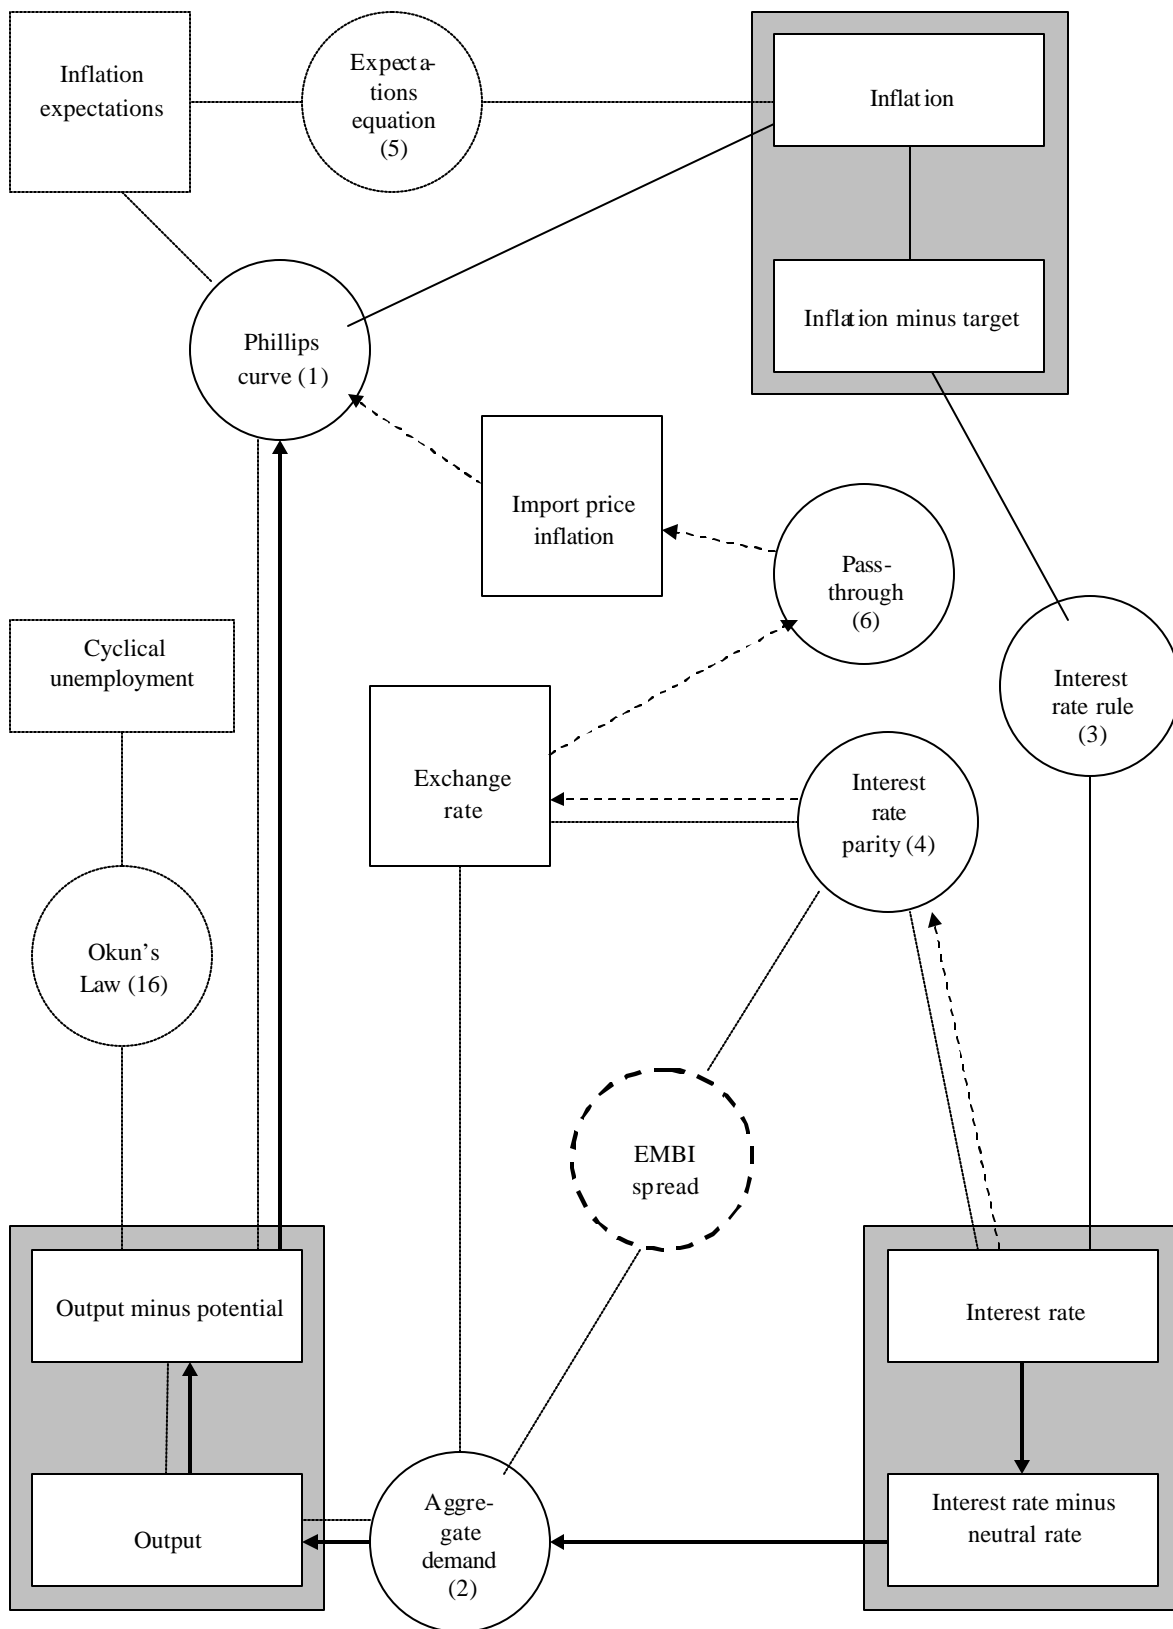 Inflation
expectations
Expecta-
tions
equation
(5)
Inflation
Inflation minus target
Phillips
curve (1)
Import price
inflation
Pass-
through
(6)
Cyclical
unemployment
Interest
rate rule
(3)
Exchange
rate
Interest
rate
parity (4)
Okun’s
Law (16)
EMBI
spread
Output minus potential
Interest rate
Output
Aggre-
gate
demand
(2)
Interest rate minus
neutral rate